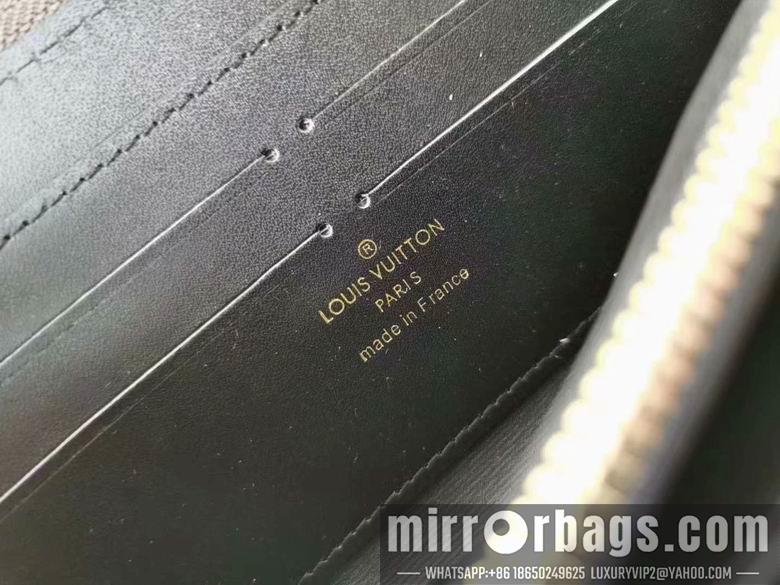 ®
LOUIS VUITTON
PARIS
made in France
mirrorbags.com
WHATSAPP:+86 18650249625 LUXURYVIP2@YAHOO.COM